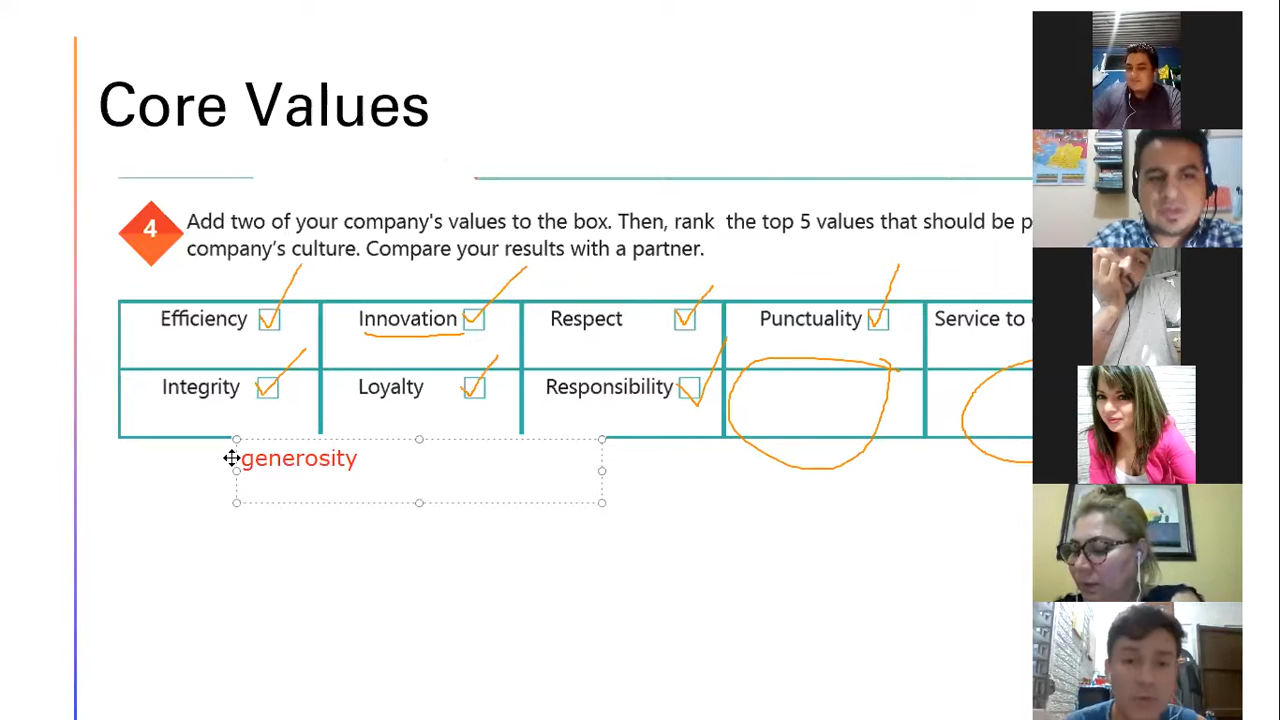 Core Values
4
Add two of your company's values to the box. Then, rank the top 5 values that should be p
company's culture. Compare your results with a partner.
Efficiency Innovation Respect Punctuality Service to
Integrity Loyalty Responsibility
generosity